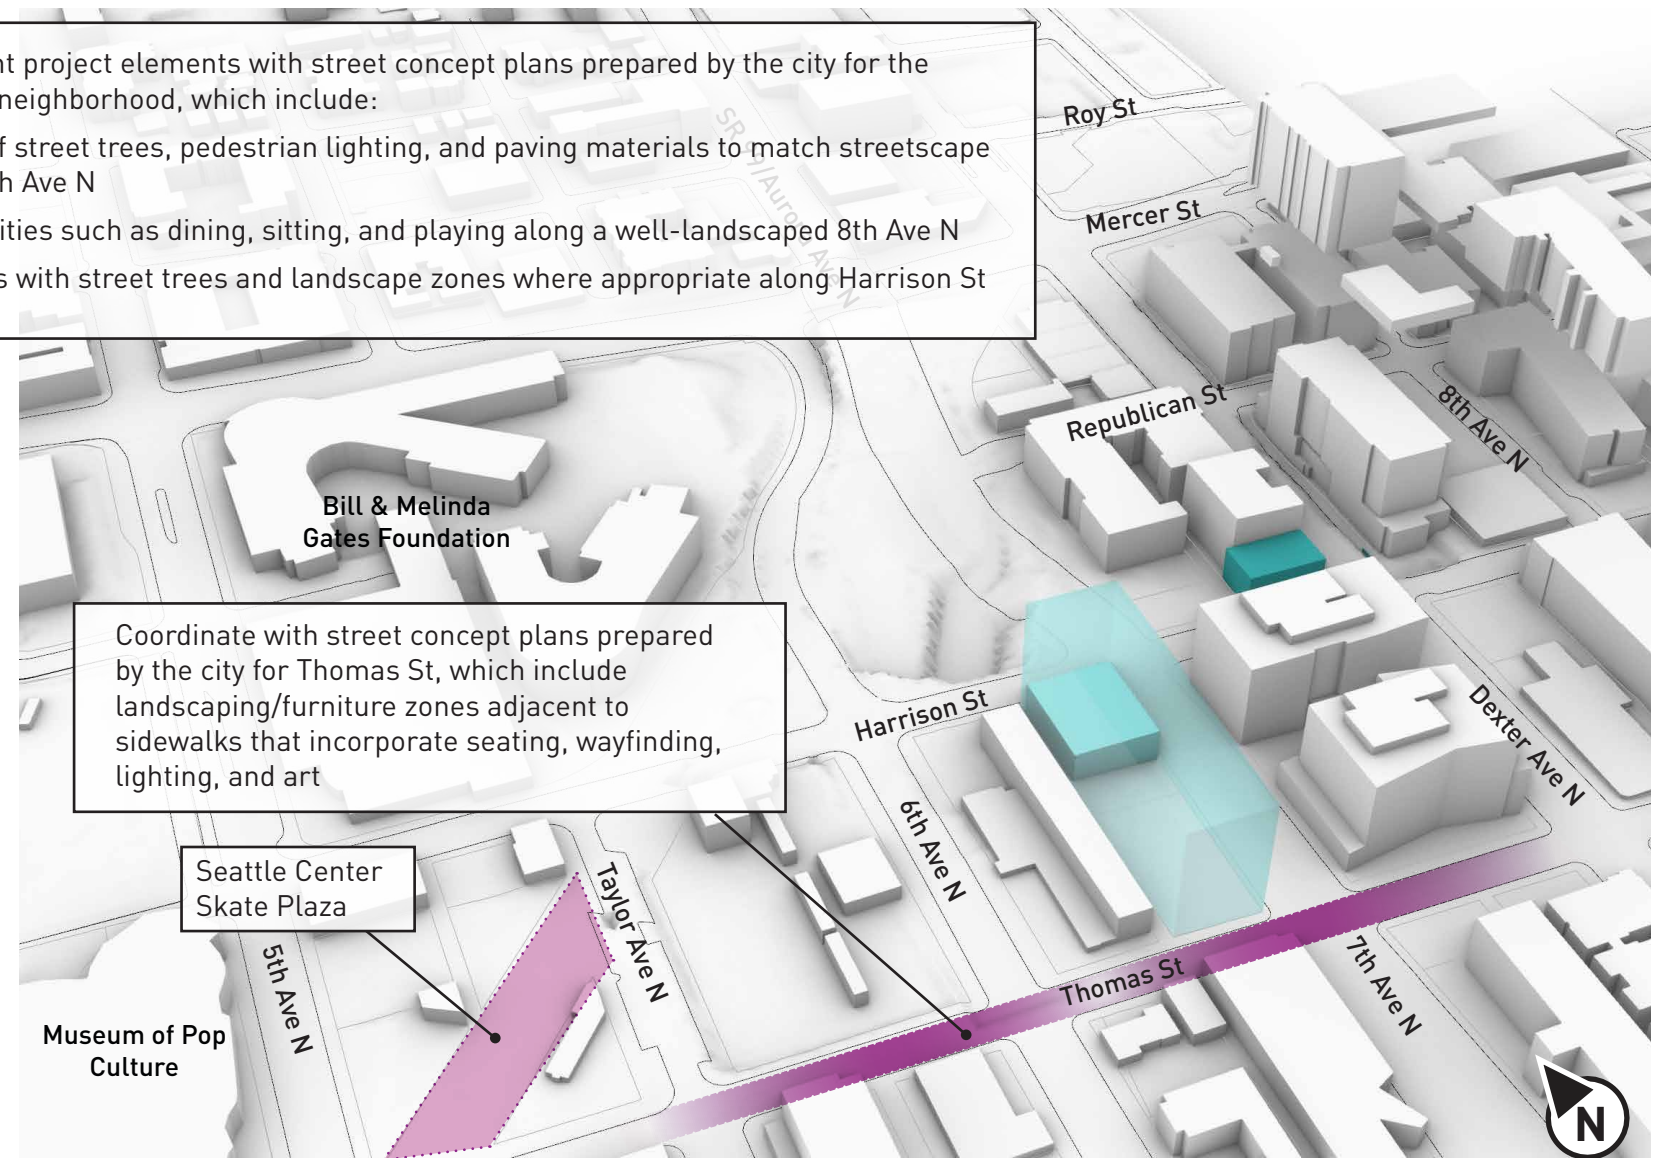 nt project elements with street concept plans prepared by the city for the
neighborhood, which include:
f street trees, pedestrian lighting, and paving materials to match streetscape
h Ave N
ities such as dining, sitting, and playing along a well-landscaped 8th Ave N
s with street trees and landscape zones where appropriate along Harrison St
SR 99/Aurora Ave N
Roy St
Mercer St
Republican St
8th Ave N
Bill & Melinda
Gates Foundation
Coordinate with street concept plans prepared
by the city for Thomas St, which include
landscaping/furniture zones adjacent to
sidewalks that incorporate seating, wayfinding,
lighting, and art
Harrison St
Dexter Ave N
6th Ave N
Seattle Center
Skate Plaza
Taylor Ave N
5th Ave N
Thomas St
7th Ave N
Museum of Pop
Culture
N